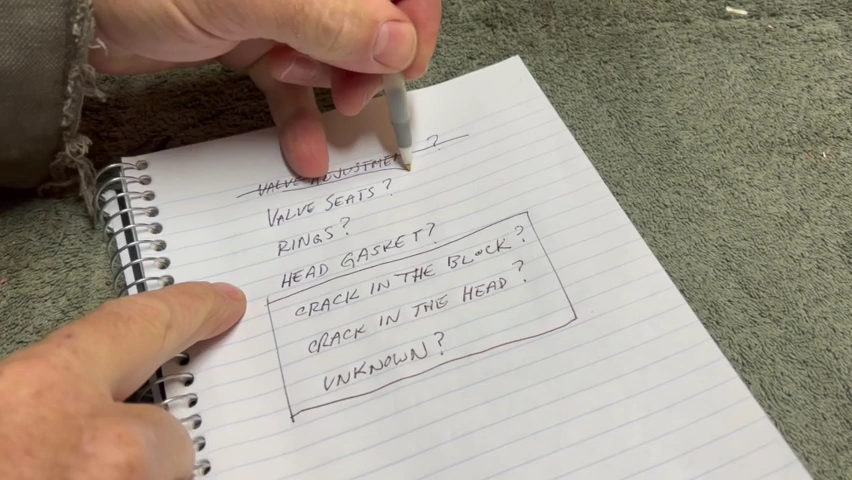 VALVE ADJUSTMENT ?
VALVE SEATS?
RINGS?
HEAD GASKET?
CRACK IN THE BLOCK?
CRACK IN THE HEAD?
UNKNOWN?